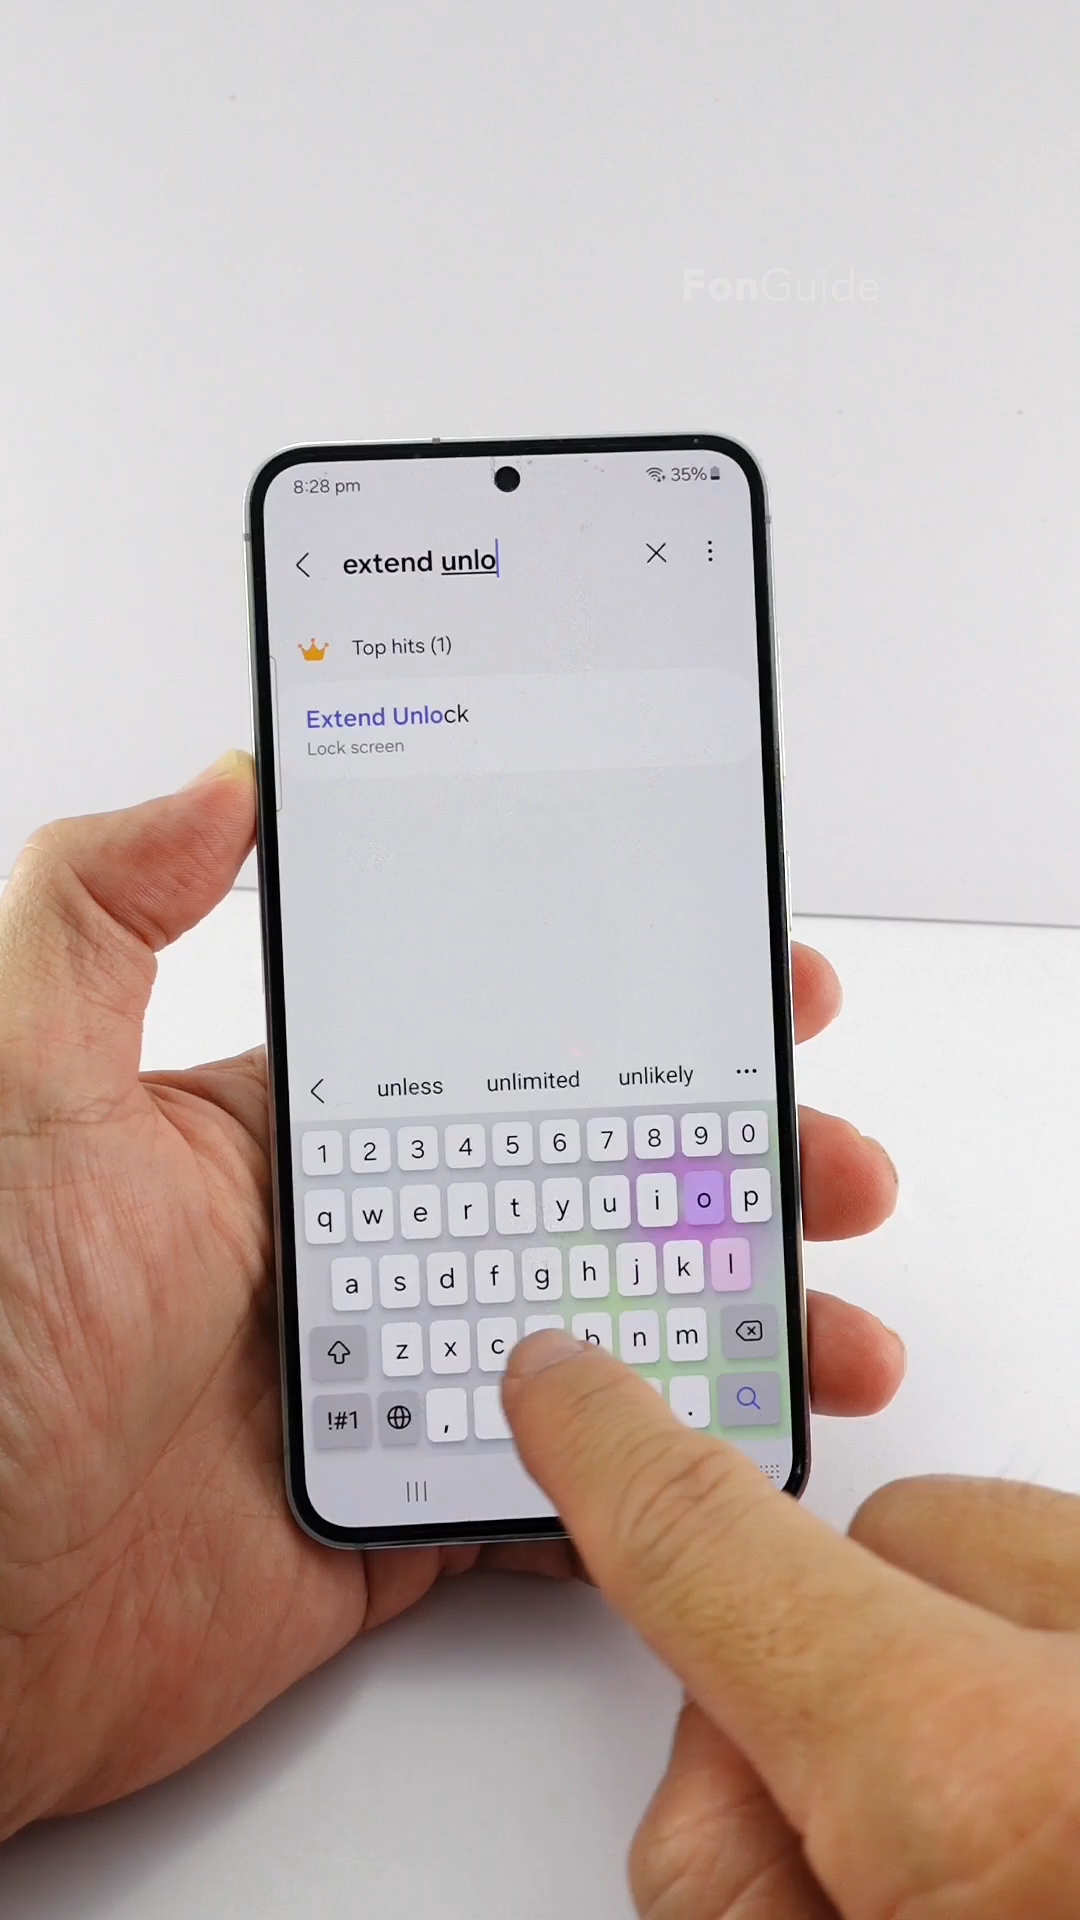 FonGuide
8:28 pm 35%
extend unlo
Top hits (1)
Extend Unlock
Lock screen
unless unlimited unlikely ...
1 2 3 4 5 6 7 8 9 0
q w e r t y u i o p
a s d f g h j k l
z x c b n m
!#1 , .